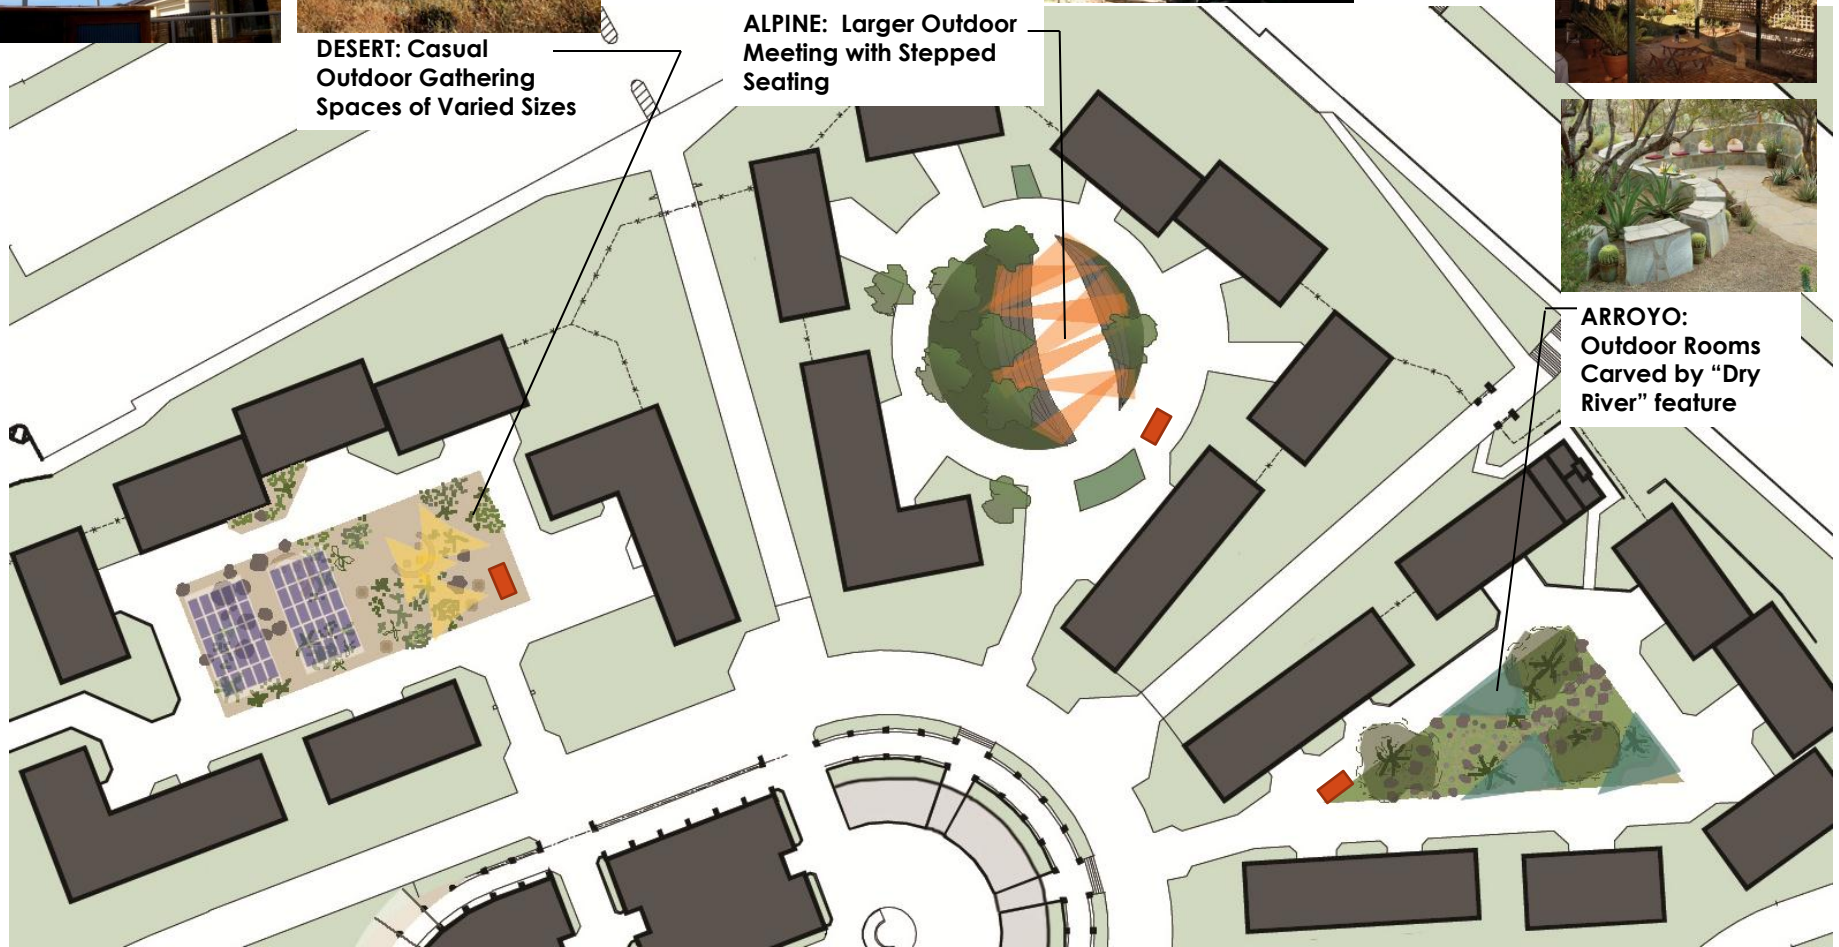 DESERT: Casual
Outdoor Gathering
Spaces of Varied Sizes
ALPINE:  Larger Outdoor
Meeting with Stepped
Seating
ARROYO:
Outdoor Rooms
Carved by “Dry
River” feature